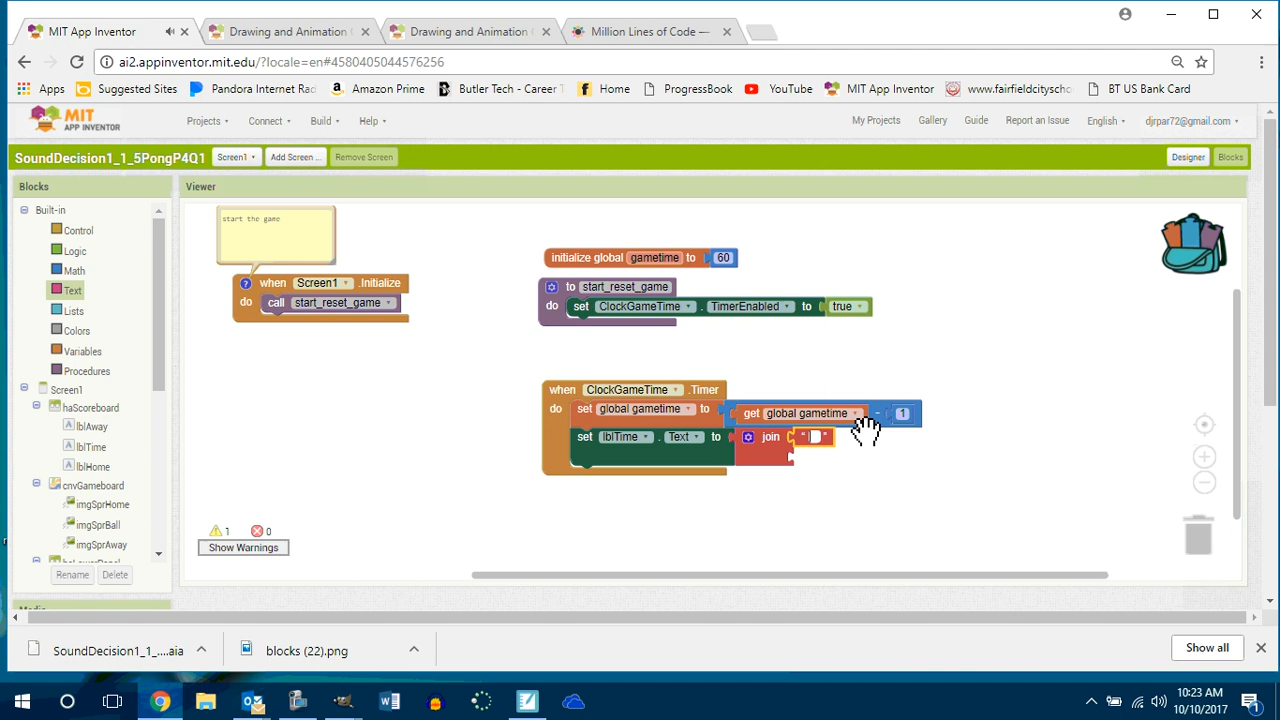 MIT App Inventor
Drawing and Animation
Drawing and Animation
Million Lines of Code —
ai2.appinventor.mit.edu/?locale=en#4580405044576256
Apps
Suggested Sites
Pandora Internet Rad
Amazon Prime
Butler Tech - Career T
Home
ProgressBook
YouTube
MIT App Inventor
www.fairfieldcityscho
BT US Bank Card
MIT
APP INVENTOR
Projects
Connect
Build
Help
My Projects
Gallery
Guide
Report an Issue
English
djrpar72@gmail.com
SoundDecision1_1_5PongP4Q1
Screen1
Add Screen ...
Remove Screen
Designer
Blocks
Blocks
Viewer
Built-in
Control
Logic
Math
Text
Lists
Colors
Variables
Procedures
Screen1
haScoreboard
lblAway
lblTime
lblHome
cnvGameboard
imgSprHome
imgSprBall
imgSprAway
Rename
Delete
start the game
? when Screen1 .Initialize
do call start_reset_game
initialize global gametime to 60
to start_reset_game
do set ClockGameTime . TimerEnabled to true
when ClockGameTime .Timer
do set global gametime to get global gametime - 1
set lblTime . Text to join “ ”
1
0
Show Warnings
SoundDecision1_1_....aia
blocks (22).png
Show all
10:23 AM
10/10/2017